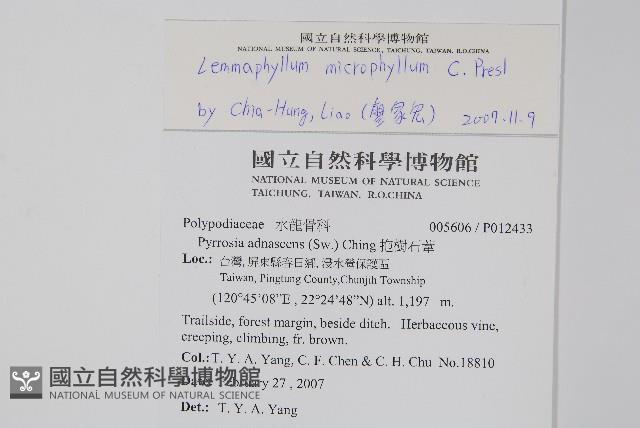 國立自然科學博物館
NATIONAL MUSEUM OF NATURAL SCIENCE, TAICHUNG, TAIWAN, R.O.CHINA
Lemmaphyllum microphyllum C. Presl
by Chia-Hung, Liao (廖家宏) 2007.11.9
國立自然科學博物館
NATIONAL MUSEUM OF NATURAL SCIENCE
TAICHUNG, TAIWAN, R.O.CHINA
Polypodiaceae 水龍骨科 005606 / P012433
Pyrrosia adnascens (Sw.) Ching 抱樹石葦
Loc.: 台灣, 屏東縣春日鄉, 浸水營保護區
Taiwan, Pingtung County, Chunjih Township
(120°45'08"E , 22°24'48"N) alt. 1,197 m.
Trailside, forest margin, beside ditch. Herbaceous vine,
creeping, climbing, fr. brown.
Col.: T. Y. A. Yang, C. F. Chen & C. H. Chu No.18810
27 , 2007
Det.: T. Y. A. Yang
國立自然科學博物館
NATIONAL MUSEUM OF NATURAL SCIENCE